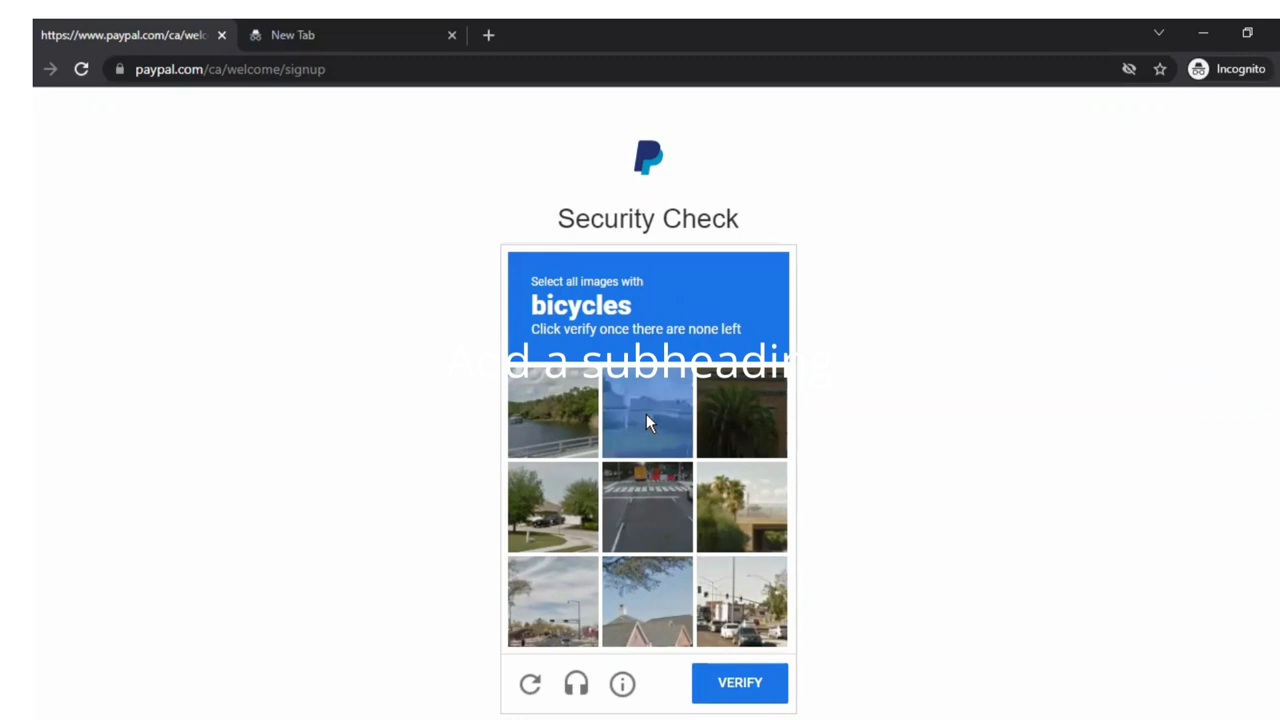 https://www.paypal.com/ca/welc
New Tab
paypal.com/ca/welcome/signup
Incognito
Security Check
Select all images with
bicycles
Click verify once there are none left
Add a subheading
VERIFY